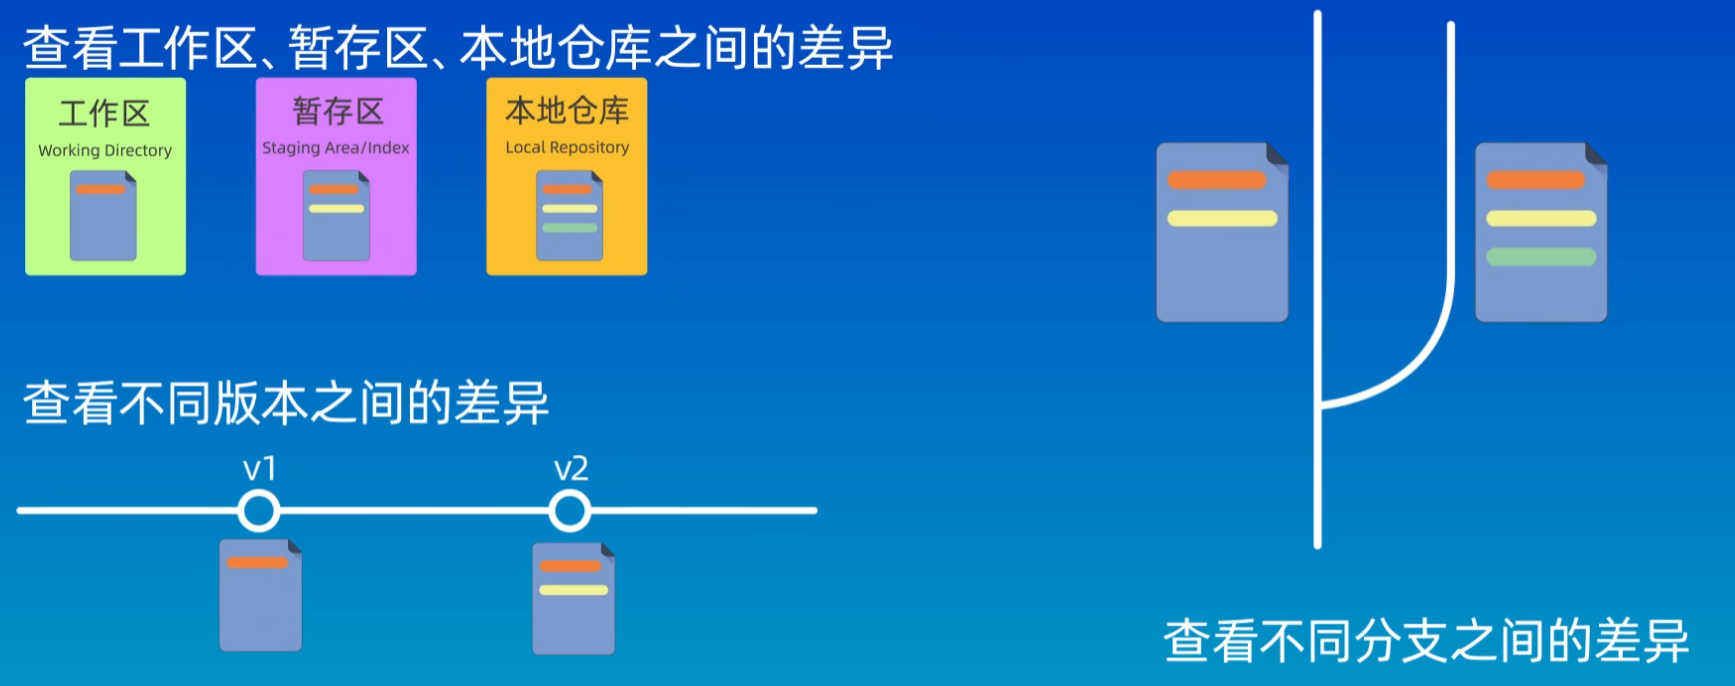 查看工作区、暂存区、本地仓库之间的差异
工作区
Working Directory
暂存区
Staging Area/Index
本地仓库
Local Repository
查看不同版本之间的差异
v1
v2
查看不同分支之间的差异